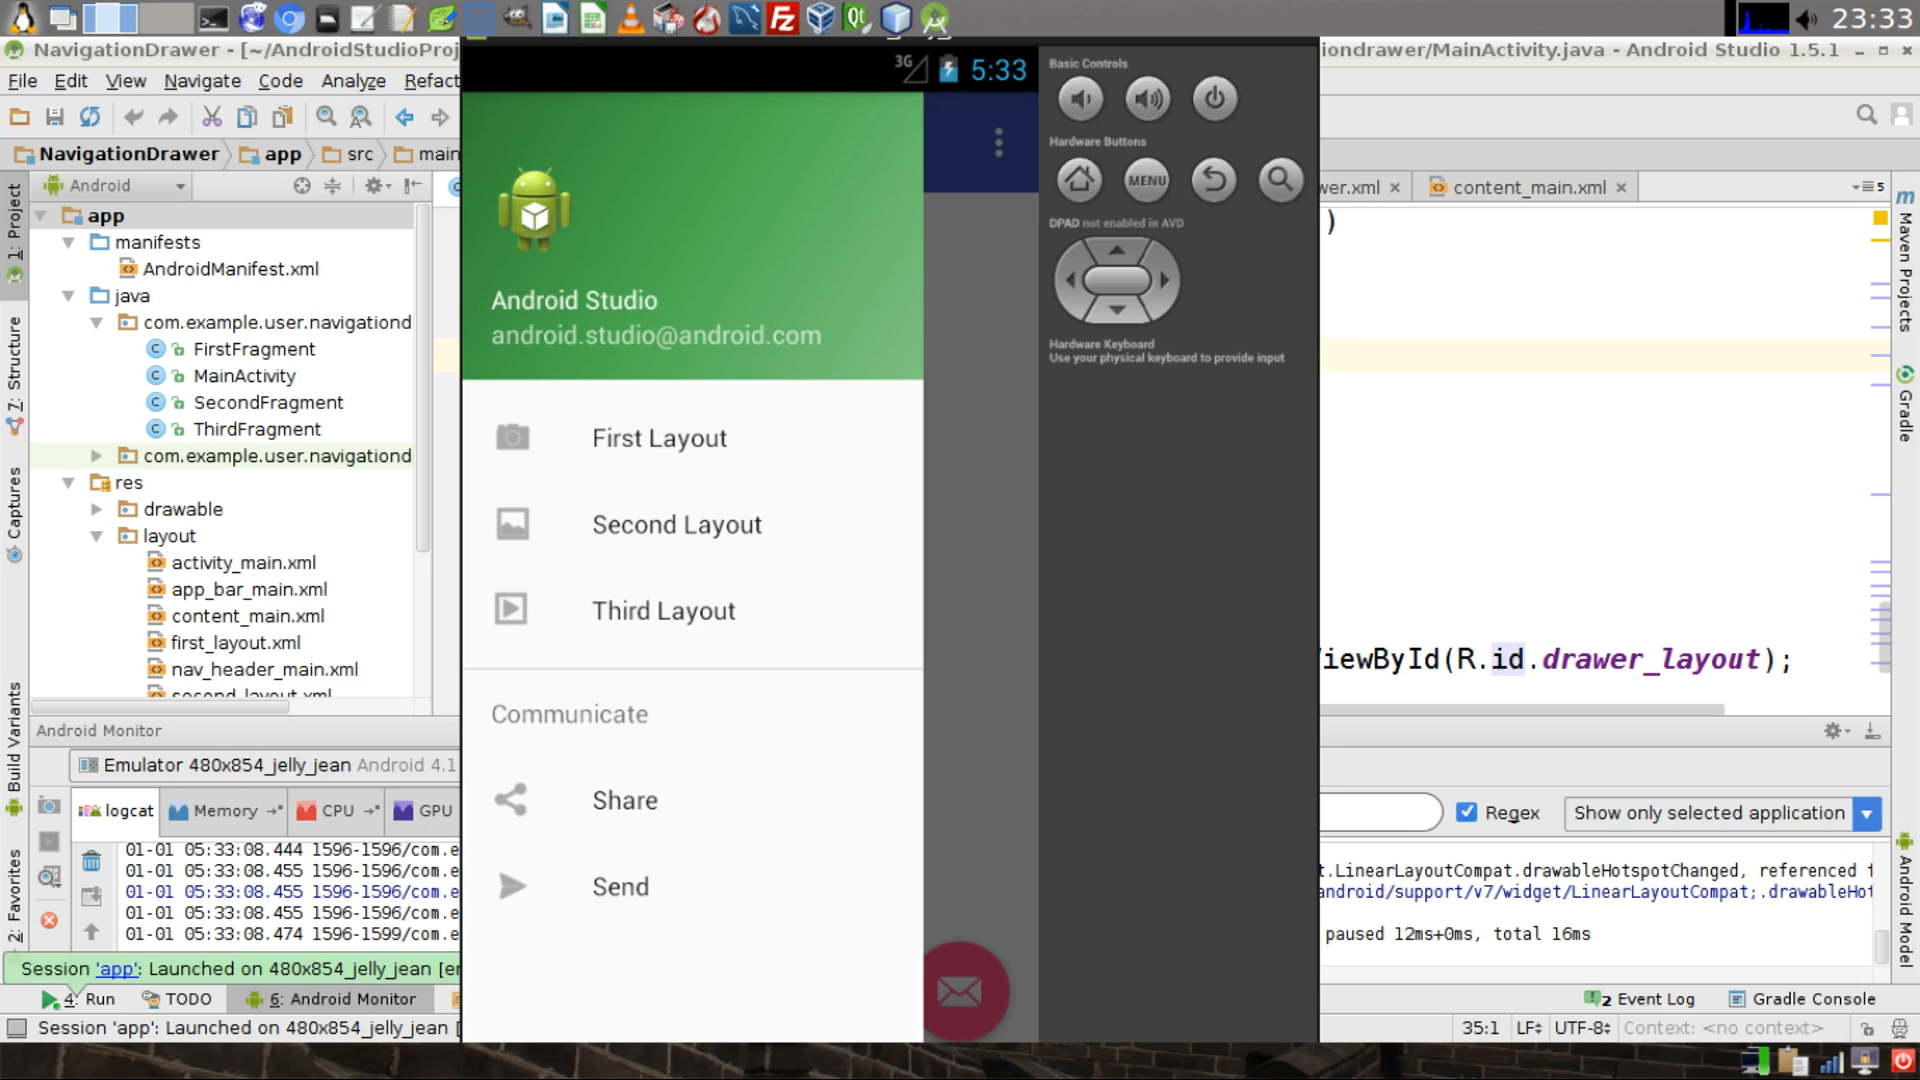 23:33
NavigationDrawer - [~/AndroidStudioProj
iondrawer/MainActivity.java - Android Studio 1.5.1
File Edit View Navigate Code Analyze Refact
NavigationDrawer app src main
Android
1: Project
7: Structure
Captures
Build Variants
2: Favorites
app
manifests
AndroidManifest.xml
java
com.example.user.navigationd
FirstFragment
MainActivity
SecondFragment
ThirdFragment
com.example.user.navigationd
res
drawable
layout
activity_main.xml
app_bar_main.xml
content_main.xml
first_layout.xml
nav_header_main.xml
second_layout.xml
3G 5:33
Android Studio
android.studio@android.com
First Layout
Second Layout
Third Layout
Communicate
Share
Send
Basic Controls
Hardware Buttons
MENU
DPAD not enabled in AVD
Hardware Keyboard
Use your physical keyboard to provide input
wer.xml content_main.xml
5
)
iewById(R.id.drawer_layout);
Maven Projects
Gradle
Android Model
Android Monitor
Emulator 480x854_jelly_jean Android 4.1
logcat Memory CPU GPU
Regex Show only selected application
01-01 05:33:08.444 1596-1596/com.e
01-01 05:33:08.455 1596-1596/com.e
01-01 05:33:08.455 1596-1596/com.e
01-01 05:33:08.455 1596-1596/com.e
01-01 05:33:08.474 1596-1599/com.e
t.LinearLayoutCompat.drawableHotspotChanged, referenced f
android/support/v7/widget/LinearLayoutCompat;.drawableHot
paused 12ms+0ms, total 16ms
Session 'app': Launched on 480x854_jelly_jean [e
4: Run TODO 6: Android Monitor
2 Event Log Gradle Console
Session 'app': Launched on 480x854_jelly_jean [
35:1 LF UTF-8 Context: <no context>